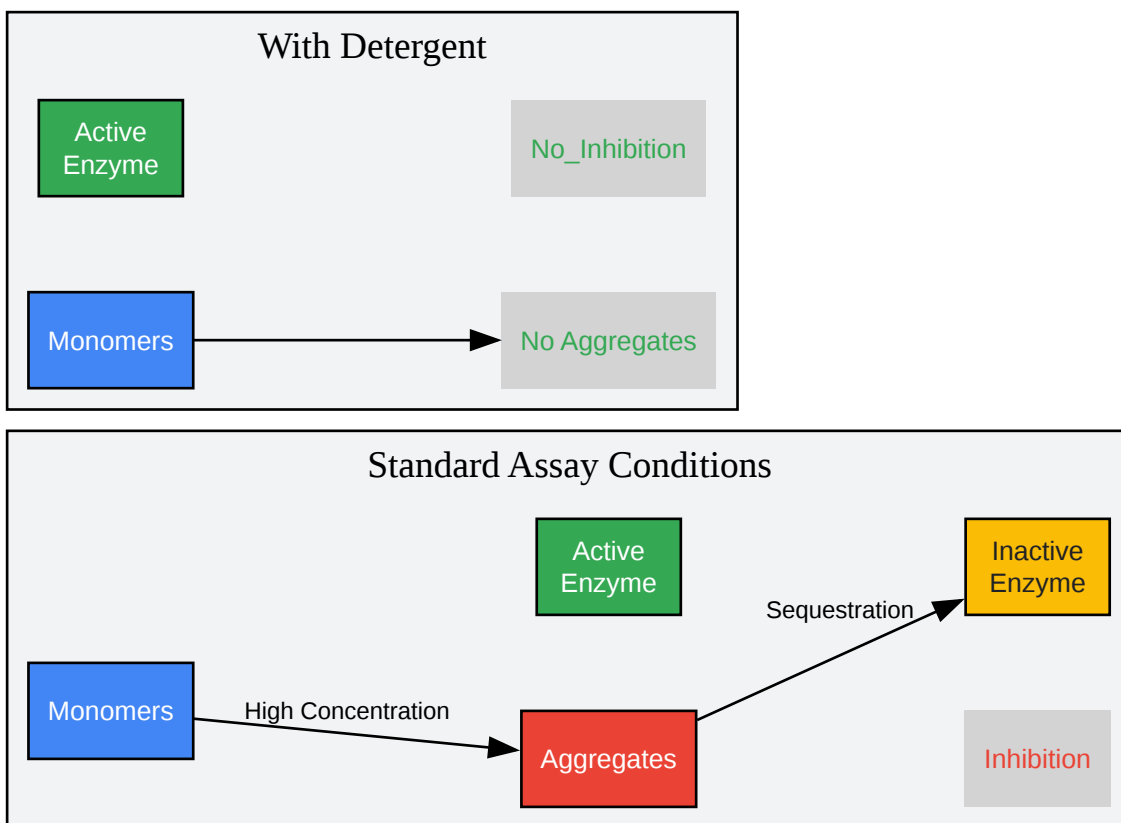 With Detergent
Active
Enzyme
No_Inhibition
Monomers
No Aggregates
Standard Assay Conditions
Active
Enzyme
Inactive
Enzyme
Sequestration
Monomers
High Concentration
Aggregates
Inhibition